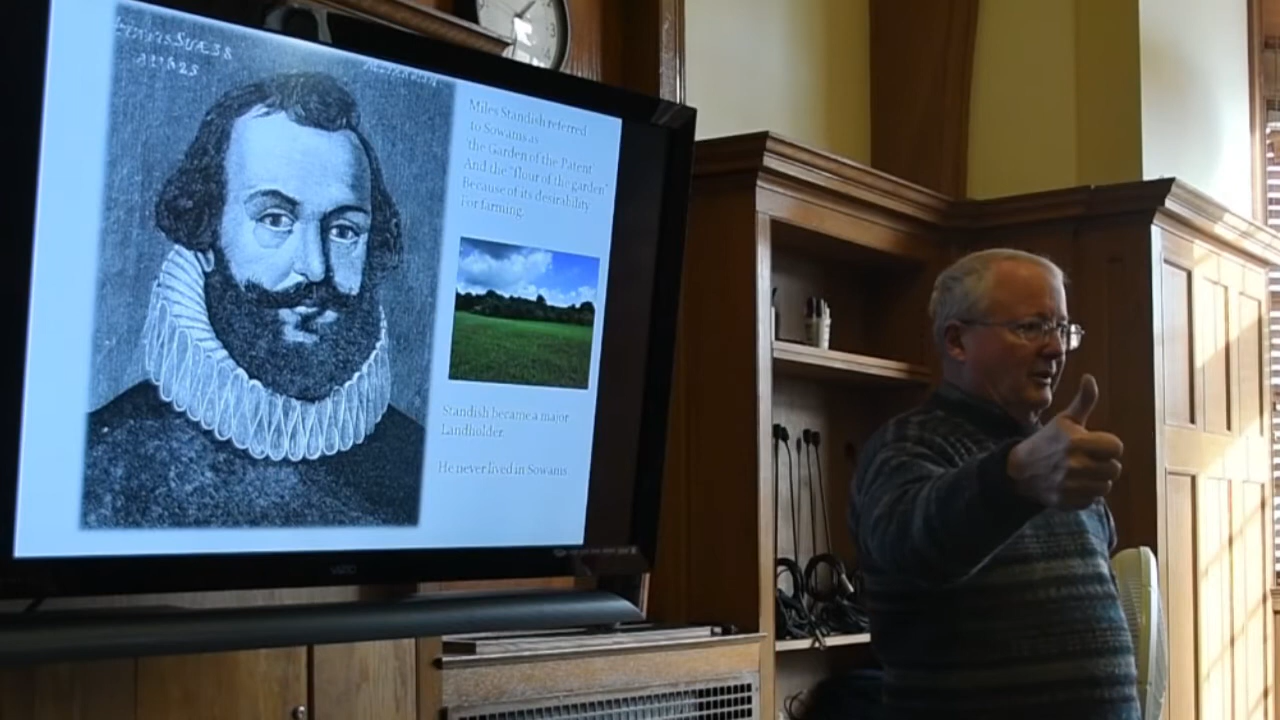 Miles Standish referred
to Sowams as
'the Garden of the Patent'
And the "flour of the garden"
Because of its desirability
For farming.
Standish became a major
Landholder.
He never lived in Sowams
VIZIO